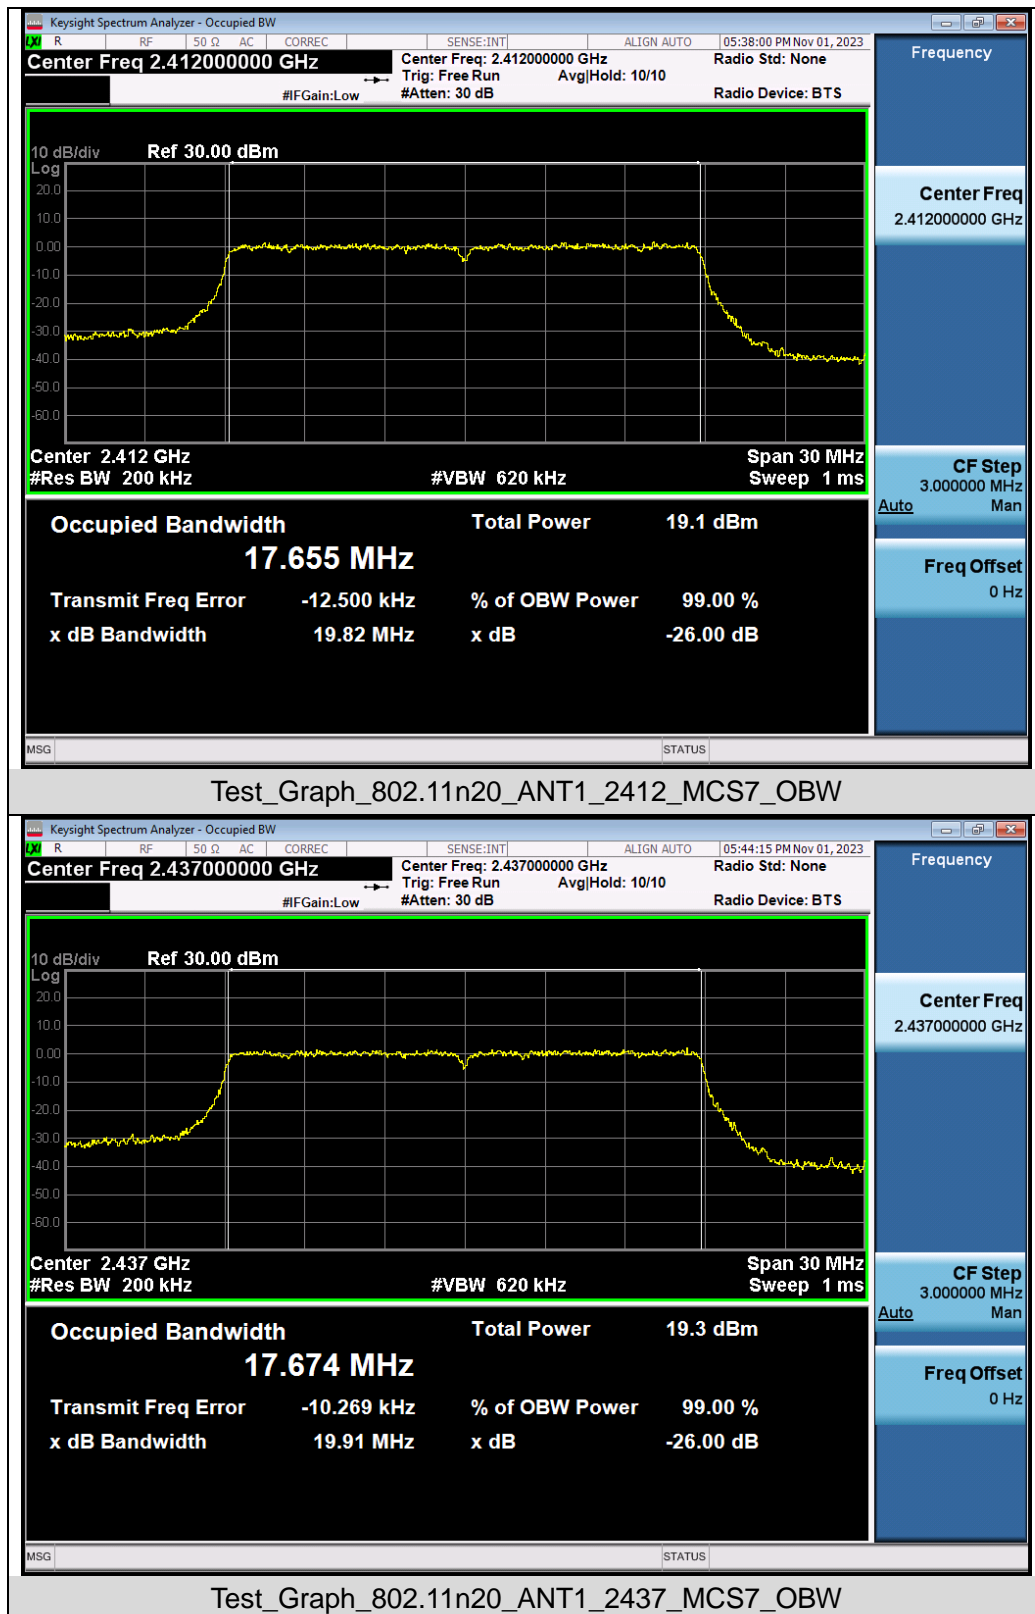 Keysight Spectrum Analyzer - Occupied BW
LXI R RF 50 Ω AC CORREC SENSE:INT ALIGN AUTO 05:38:00 PM Nov 01, 2023
Center Freq 2.412000000 GHz
Center Freq: 2.412000000 GHz
Radio Std: None
Trig: Free Run Avg|Hold: 10/10
#IFGain:Low
#Atten: 30 dB
Radio Device: BTS
Frequency
10 dB/div Ref 30.00 dBm
Log
20.0
10.0
0.00
-10.0
-20.0
-30.0
-40.0
-50.0
-60.0
Center 2.412 GHz Span 30 MHz
#Res BW 200 kHz #VBW 620 kHz Sweep 1 ms
Center Freq
2.412000000 GHz
CF Step
3.000000 MHz
Auto Man
Freq Offset
0 Hz
Occupied Bandwidth Total Power 19.1 dBm
17.655 MHz
Transmit Freq Error -12.500 kHz % of OBW Power 99.00 %
x dB Bandwidth 19.82 MHz x dB -26.00 dB
MSG STATUS
Test_Graph_802.11n20_ANT1_2412_MCS7_OBW
Keysight Spectrum Analyzer - Occupied BW
LXI R RF 50 Ω AC CORREC SENSE:INT ALIGN AUTO 05:44:15 PM Nov 01, 2023
Center Freq 2.437000000 GHz
Center Freq: 2.437000000 GHz
Radio Std: None
Trig: Free Run Avg|Hold: 10/10
#IFGain:Low
#Atten: 30 dB
Radio Device: BTS
Frequency
10 dB/div Ref 30.00 dBm
Log
20.0
10.0
0.00
-10.0
-20.0
-30.0
-40.0
-50.0
-60.0
Center 2.437 GHz Span 30 MHz
#Res BW 200 kHz #VBW 620 kHz Sweep 1 ms
Center Freq
2.437000000 GHz
CF Step
3.000000 MHz
Auto Man
Freq Offset
0 Hz
Occupied Bandwidth Total Power 19.3 dBm
17.674 MHz
Transmit Freq Error -10.269 kHz % of OBW Power 99.00 %
x dB Bandwidth 19.91 MHz x dB -26.00 dB
MSG STATUS
Test_Graph_802.11n20_ANT1_2437_MCS7_OBW